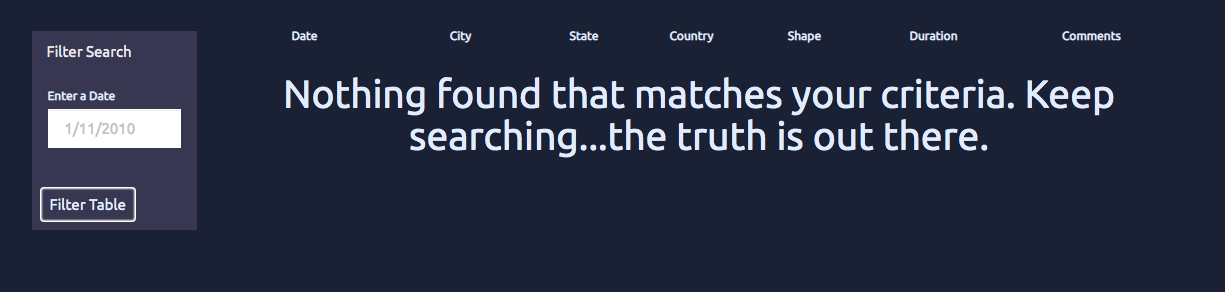 Filter Search
Enter a Date
1/11/2010
Filter Table
Date City State Country Shape Duration Comments
Nothing found that matches your criteria. Keep
searching...the truth is out there.